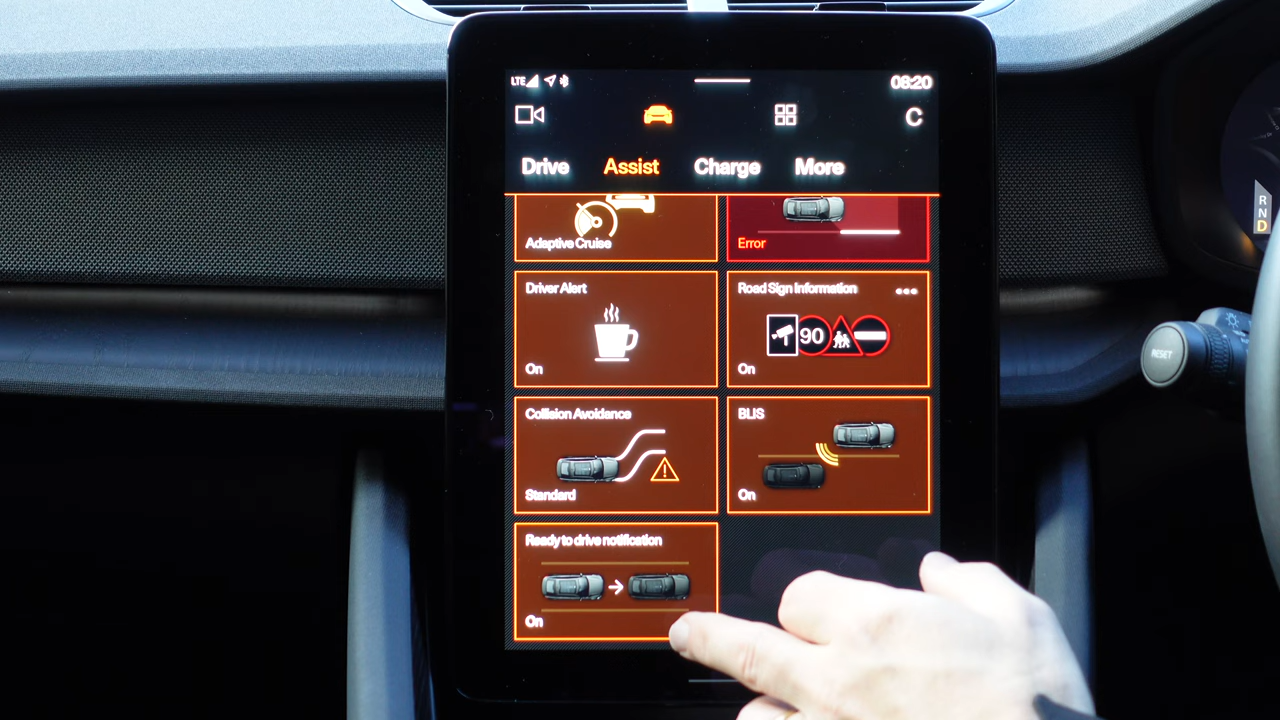 LTE 08:20
C
Drive Assist Charge More
Adaptive Cruise Error
Driver Alert Road Sign Information
90
On On
Collision Avoidance BLIS
Standard On
Ready to drive notification
On
R
N
D
RESET